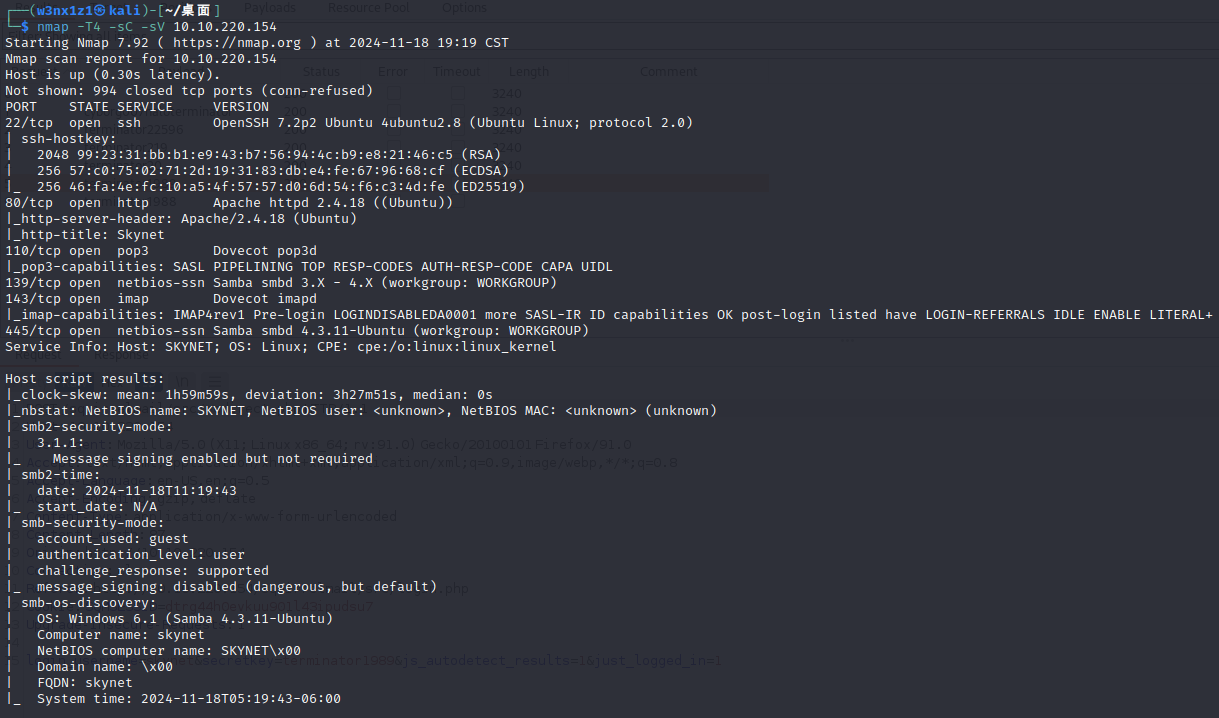 ┌──(w3nx1z1㉿kali)-[~/桌面]
└─$ nmap -T4 -sC -sV 10.10.220.154
Starting Nmap 7.92 ( https://nmap.org ) at 2024-11-18 19:19 CST
Nmap scan report for 10.10.220.154
Host is up (0.30s latency).
Not shown: 994 closed tcp ports (conn-refused)
PORT    STATE SERVICE     VERSION
22/tcp  open  ssh         OpenSSH 7.2p2 Ubuntu 4ubuntu2.8 (Ubuntu Linux; protocol 2.0)
| ssh-hostkey:
|   2048 99:23:31:bb:b1:e9:43:b7:56:94:4c:b9:e8:21:46:c5 (RSA)
|   256 57:c0:75:02:71:2d:19:31:83:db:e4:fe:67:96:68:cf (ECDSA)
|_  256 46:fa:4e:fc:10:a5:4f:57:57:d0:6d:54:f6:c3:4d:fe (ED25519)
80/tcp  open  http        Apache httpd 2.4.18 ((Ubuntu))
|_http-server-header: Apache/2.4.18 (Ubuntu)
|_http-title: Skynet
110/tcp open  pop3        Dovecot pop3d
|_pop3-capabilities: SASL PIPELINING TOP RESP-CODES AUTH-RESP-CODE CAPA UIDL
139/tcp open  netbios-ssn Samba smbd 3.X - 4.X (workgroup: WORKGROUP)
143/tcp open  imap        Dovecot imapd
|_imap-capabilities: IMAP4rev1 Pre-login LOGINDISABLEDA0001 more SASL-IR ID capabilities OK post-login listed have LOGIN-REFERRALS IDLE ENABLE LITERAL+
445/tcp open  netbios-ssn Samba smbd 4.3.11-Ubuntu (workgroup: WORKGROUP)
Service Info: Host: SKYNET; OS: Linux; CPE: cpe:/o:linux:linux_kernel

Host script results:
|_clock-skew: mean: 1h59m59s, deviation: 3h27m51s, median: 0s
|_nbstat: NetBIOS name: SKYNET, NetBIOS user: <unknown>, NetBIOS MAC: <unknown> (unknown)
| smb2-security-mode:
|   3.1.1:
|_    Message signing enabled but not required
| smb2-time:
|   date: 2024-11-18T11:19:43
|_  start_date: N/A
| smb-security-mode:
|   account_used: guest
|   authentication_level: user
|   challenge_response: supported
|_  message_signing: disabled (dangerous, but default)
| smb-os-discovery:
|   OS: Windows 6.1 (Samba 4.3.11-Ubuntu)
|   Computer name: skynet
|   NetBIOS computer name: SKYNET\x00
|   Domain name: \x00
|   FQDN: skynet
|_  System time: 2024-11-18T05:19:43-06:00